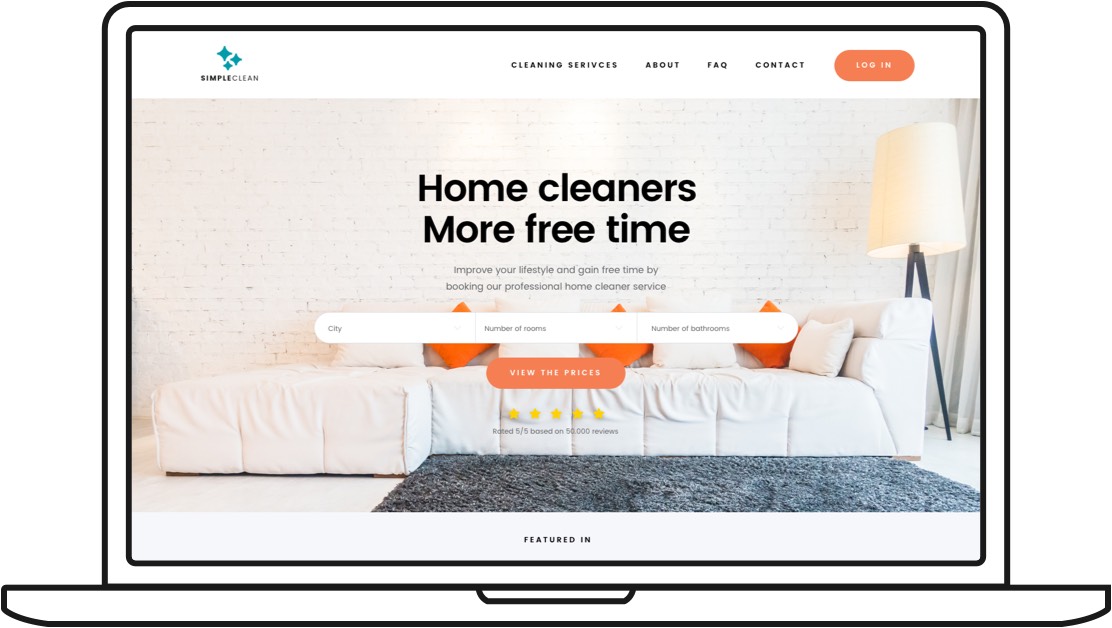 SIMPLECLEAN
CLEANING SERIVCES ABOUT FAQ CONTACT LOG IN
Home cleaners
More free time
Improve your lifestyle and gain free time by
booking our professional home cleaner service
City Number of rooms Number of bathrooms
VIEW THE PRICES
Rated 5/5 based on 50.000 reviews
FEATURED IN